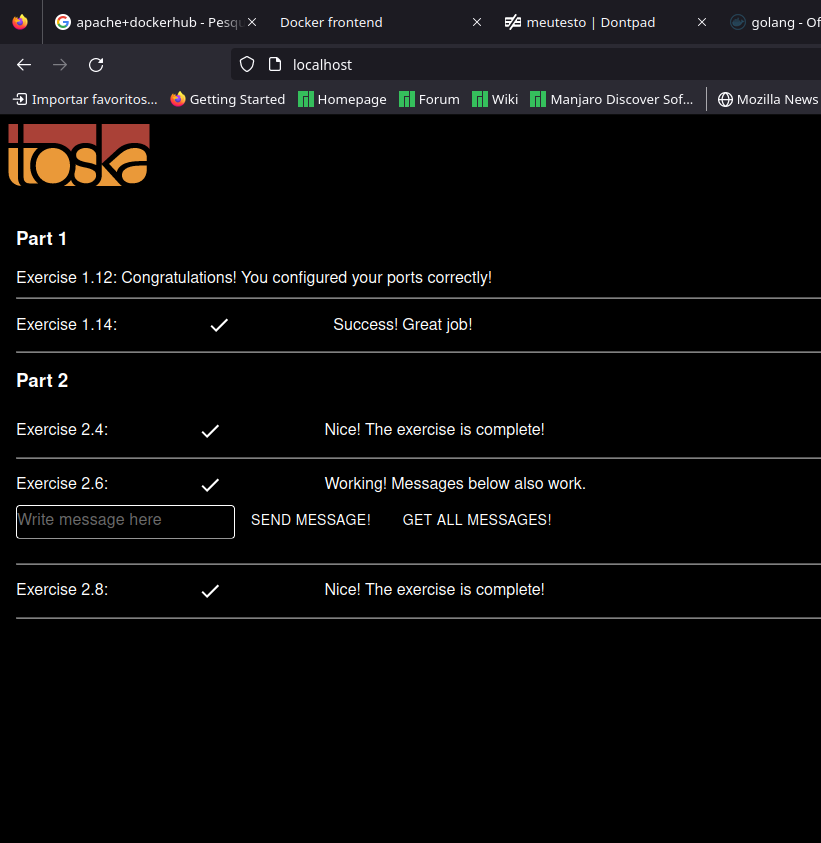 apache+dockerhub - Pesq
Docker frontend
meutesto | Dontpad
golang - Of
localhost
Importar favoritos...
Getting Started
Homepage
Forum
Wiki
Manjaro Discover Sof...
Mozilla News
toska
Part 1
Exercise 1.12: Congratulations! You configured your ports correctly!
Exercise 1.14: Success! Great job!
Part 2
Exercise 2.4: Nice! The exercise is complete!
Exercise 2.6: Working! Messages below also work.
Write message here SEND MESSAGE! GET ALL MESSAGES!
Exercise 2.8: Nice! The exercise is complete!